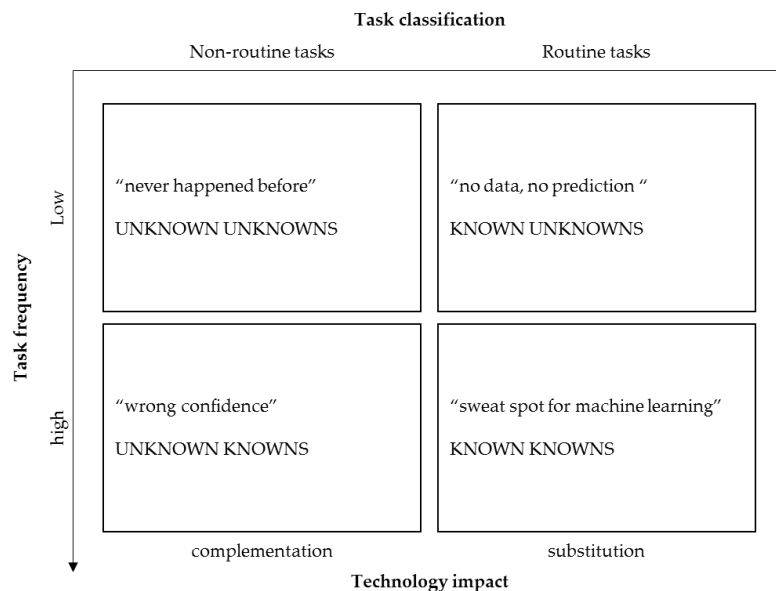 Task classification
Non-routine tasks
Routine tasks
Task frequency
Low
“never happened before”
UNKNOWN UNKNOWNS
“no data, no prediction “
KNOWN UNKNOWNS
high
“wrong confidence”
UNKNOWN KNOWNS
“sweat spot for machine learning”
KNOWN KNOWNS
complementation
substitution
Technology impact